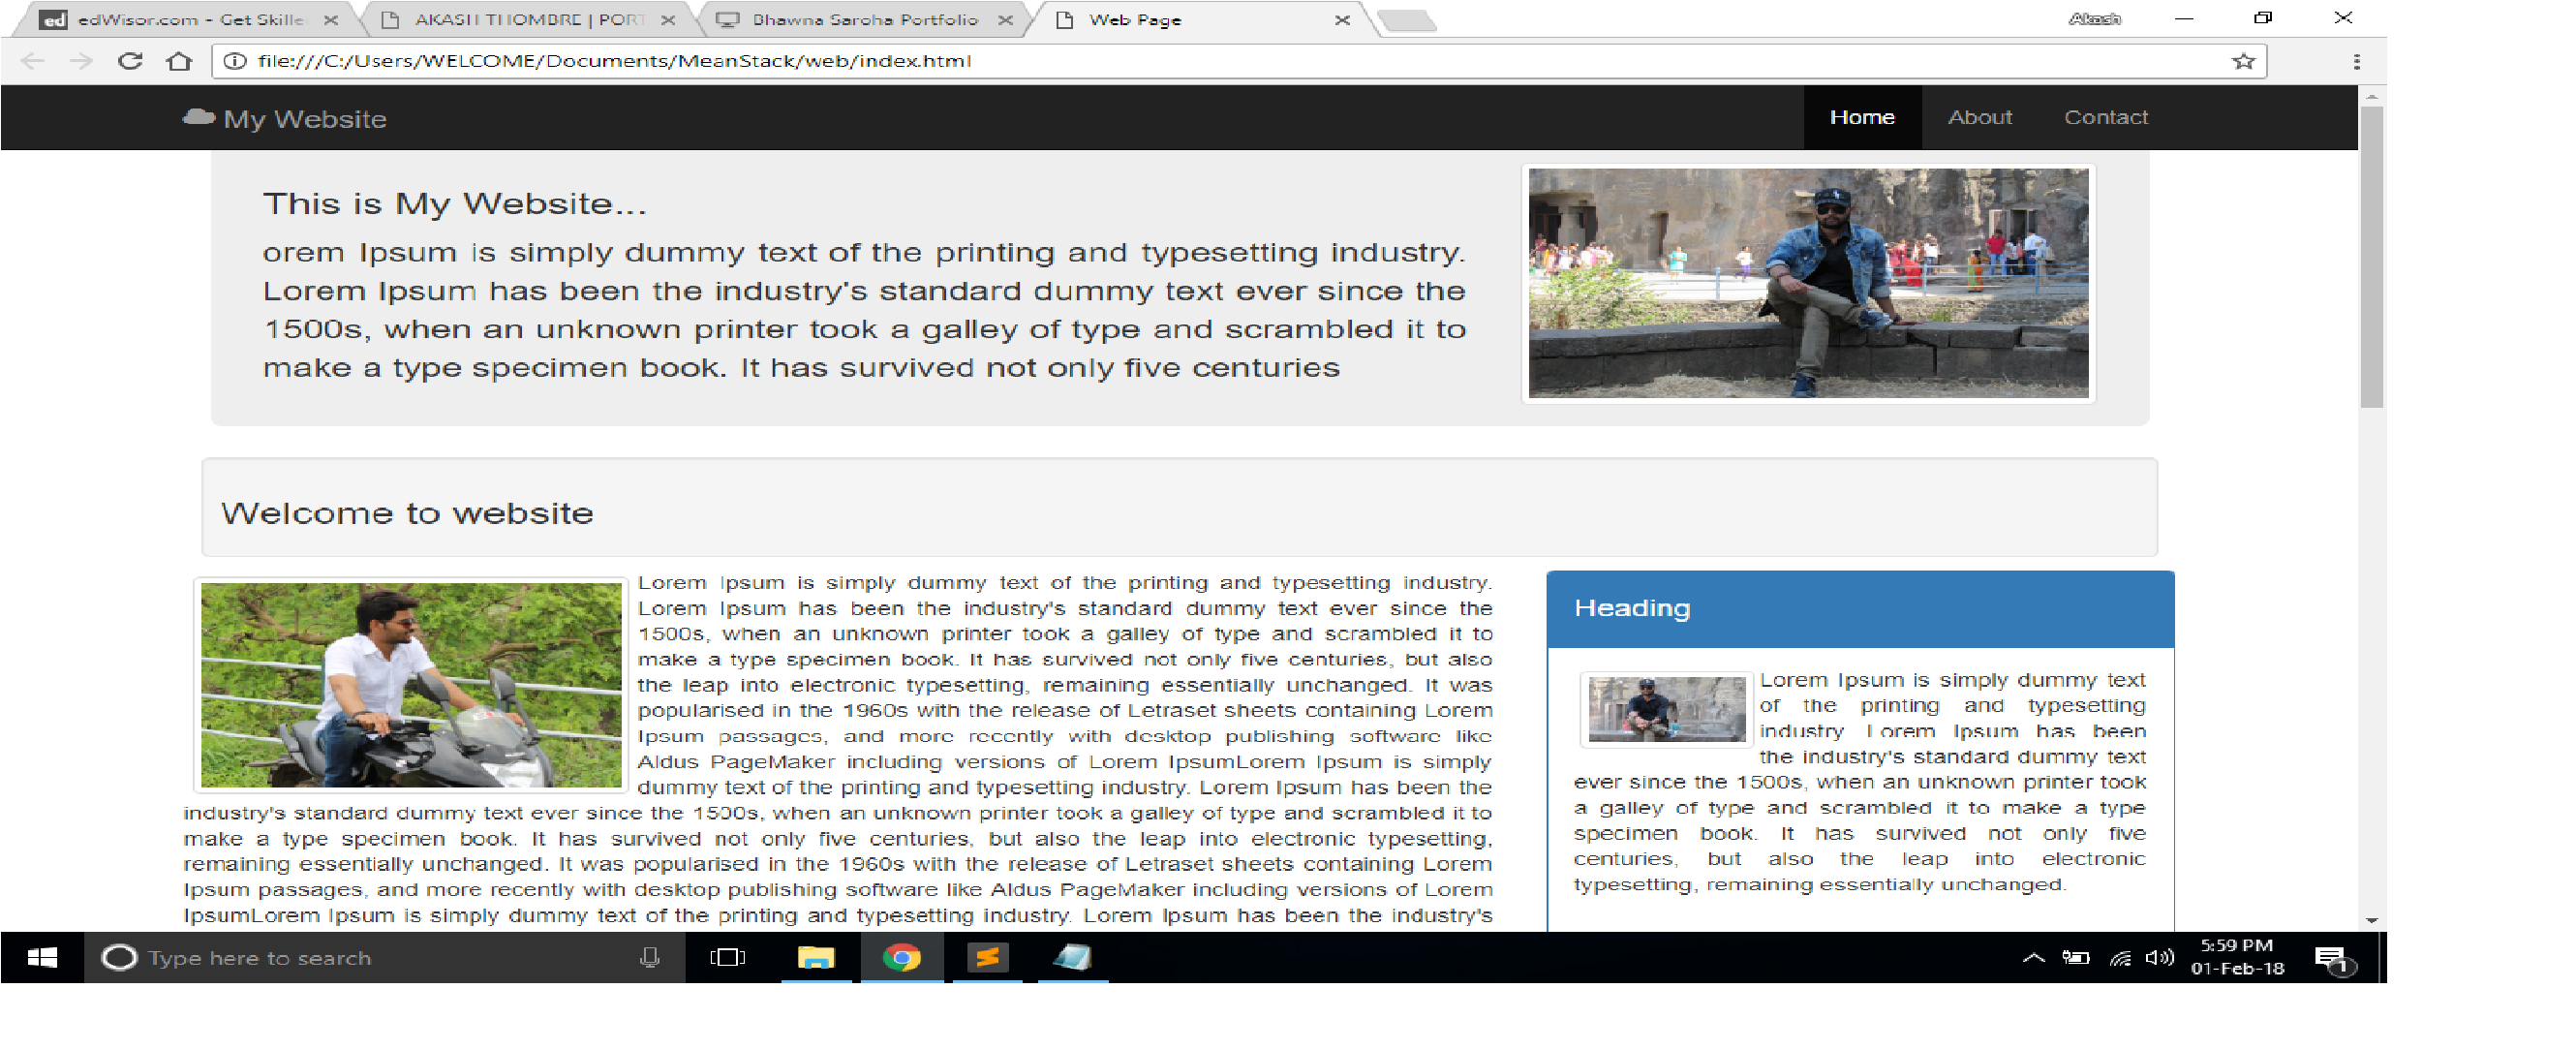 ed edWisor.com - Get Skille
AKASH THOMBRE | PORT
Bhawna Saroha Portfolio
Web Page
Akash
file:///C:/Users/WELCOME/Documents/MeanStack/web/index.html
My Website
Home
About
Contact
This is My Website...
orem Ipsum is simply dummy text of the printing and typesetting industry.
Lorem Ipsum has been the industry's standard dummy text ever since the
1500s, when an unknown printer took a galley of type and scrambled it to
make a type specimen book. It has survived not only five centuries
Welcome to website
Lorem Ipsum is simply dummy text of the printing and typesetting industry.
Lorem Ipsum has been the industry's standard dummy text ever since the
1500s, when an unknown printer took a galley of type and scrambled it to
make a type specimen book. It has survived not only five centuries, but also
the leap into electronic typesetting, remaining essentially unchanged. It was
popularised in the 1960s with the release of Letraset sheets containing Lorem
Ipsum passages, and more recently with desktop publishing software like
Aldus PageMaker including versions of Lorem IpsumLorem Ipsum is simply
dummy text of the printing and typesetting industry. Lorem Ipsum has been the
industry's standard dummy text ever since the 1500s, when an unknown printer took a galley of type and scrambled it to
make a type specimen book. It has survived not only five centuries, but also the leap into electronic typesetting,
remaining essentially unchanged. It was popularised in the 1960s with the release of Letraset sheets containing Lorem
Ipsum passages, and more recently with desktop publishing software like Aldus PageMaker including versions of Lorem
IpsumLorem Ipsum is simply dummy text of the printing and typesetting industry. Lorem Ipsum has been the industry's
Heading
Lorem Ipsum is simply dummy text
of the printing and typesetting
industry. Lorem Ipsum has been
the industry's standard dummy text
ever since the 1500s, when an unknown printer took
a galley of type and scrambled it to make a type
specimen book. It has survived not only five
centuries, but also the leap into electronic
typesetting, remaining essentially unchanged.
Type here to search
5:59 PM
01-Feb-18
1